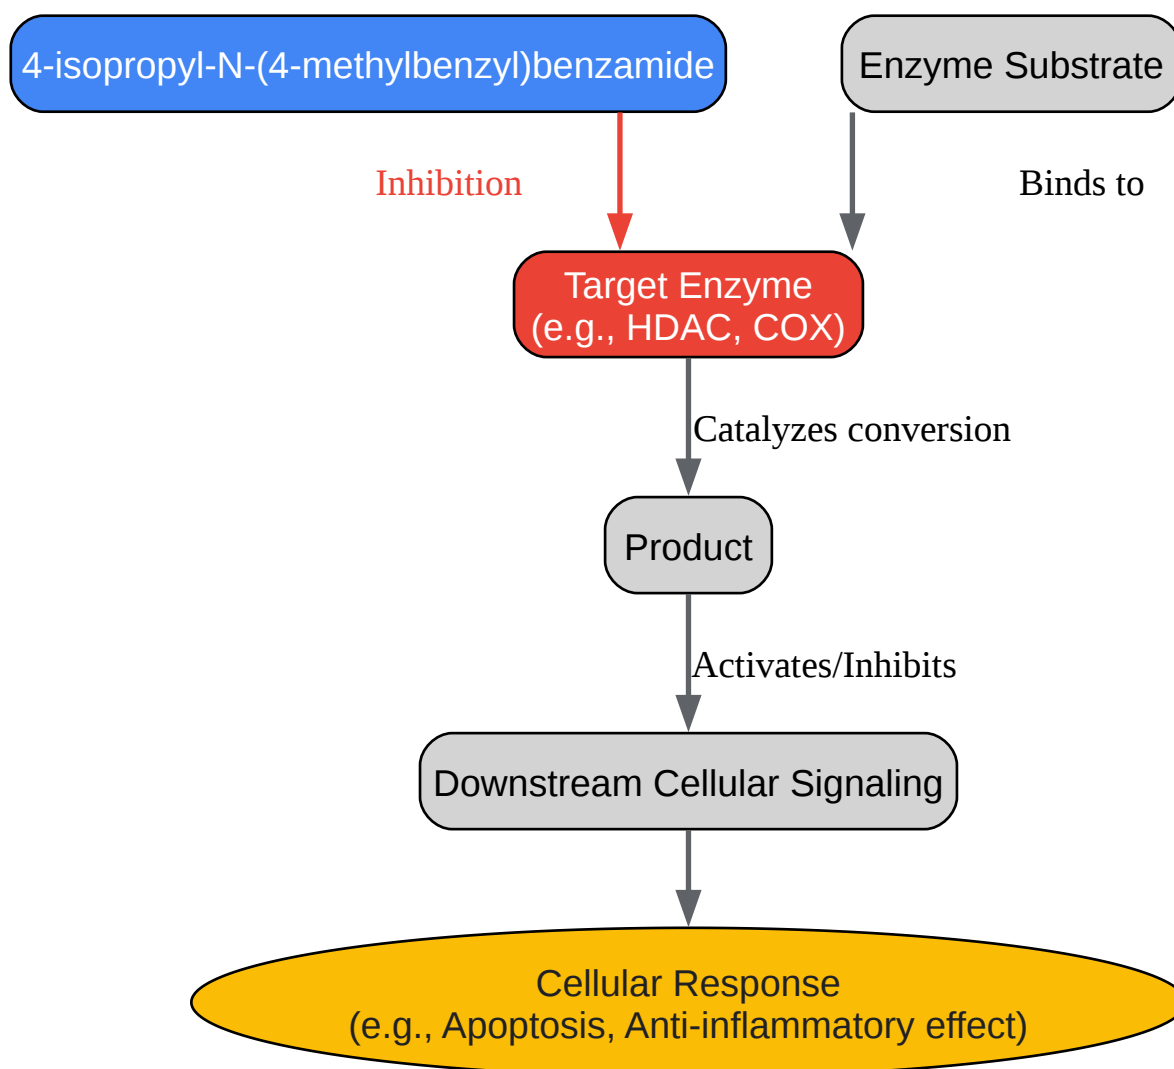 4-isopropyl-N-(4-methylbenzyl)benzamide
Enzyme Substrate
Inhibition
Binds to
Target Enzyme
(e.g., HDAC, COX)
Catalyzes conversion
Product
Activates/Inhibits
Downstream Cellular Signaling
Cellular Response
(e.g., Apoptosis, Anti-inflammatory effect)